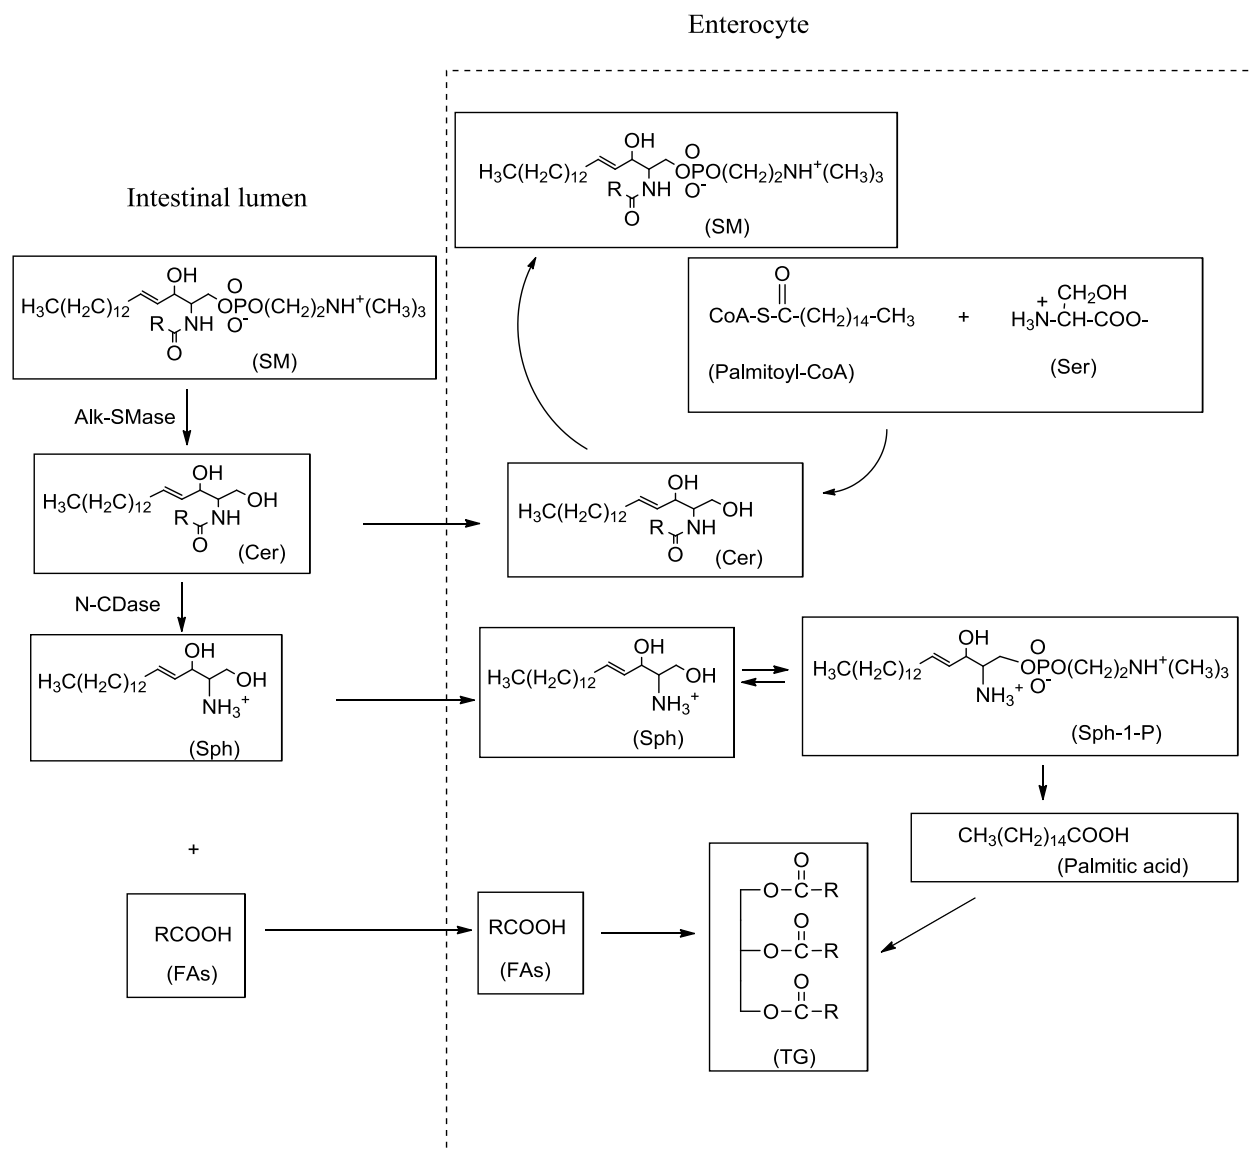 Enterocyte
Intestinal lumen
OH
H3C(H2C)12 OPO(CH2)2NH+(CH3)3
O
O-
R NH
O
(SM)
OH
H3C(H2C)12 OPO(CH2)2NH+(CH)3
O
O-
R NH
O
(SM)
O
CoA-S-C-(CH2)14-CH3 + H3N+-CH-COO-
CH2OH
(Palmitoyl-CoA)
(Ser)
Alk-SMase
OH
H3C(H2C)12 OH
R NH
O
(Cer)
OH
H3C(H2C)12 OH
R NH
O
(Cer)
N-CDase
OH
H3C(H2C)12 OH
NH3+
(Sph)
OH
H3C(H2C)12 OH
NH3+
(Sph)
OH
H3C(H2C)12 OPO(CH2)2NH+(CH3)3
O
O-
NH3+
(Sph-1-P)
CH3(CH2)14COOH
(Palmitic acid)
+
RCOOH
(FAs)
RCOOH
(FAs)
O
O-C-R
O
O-C-R
O
O-C-R
(TG)